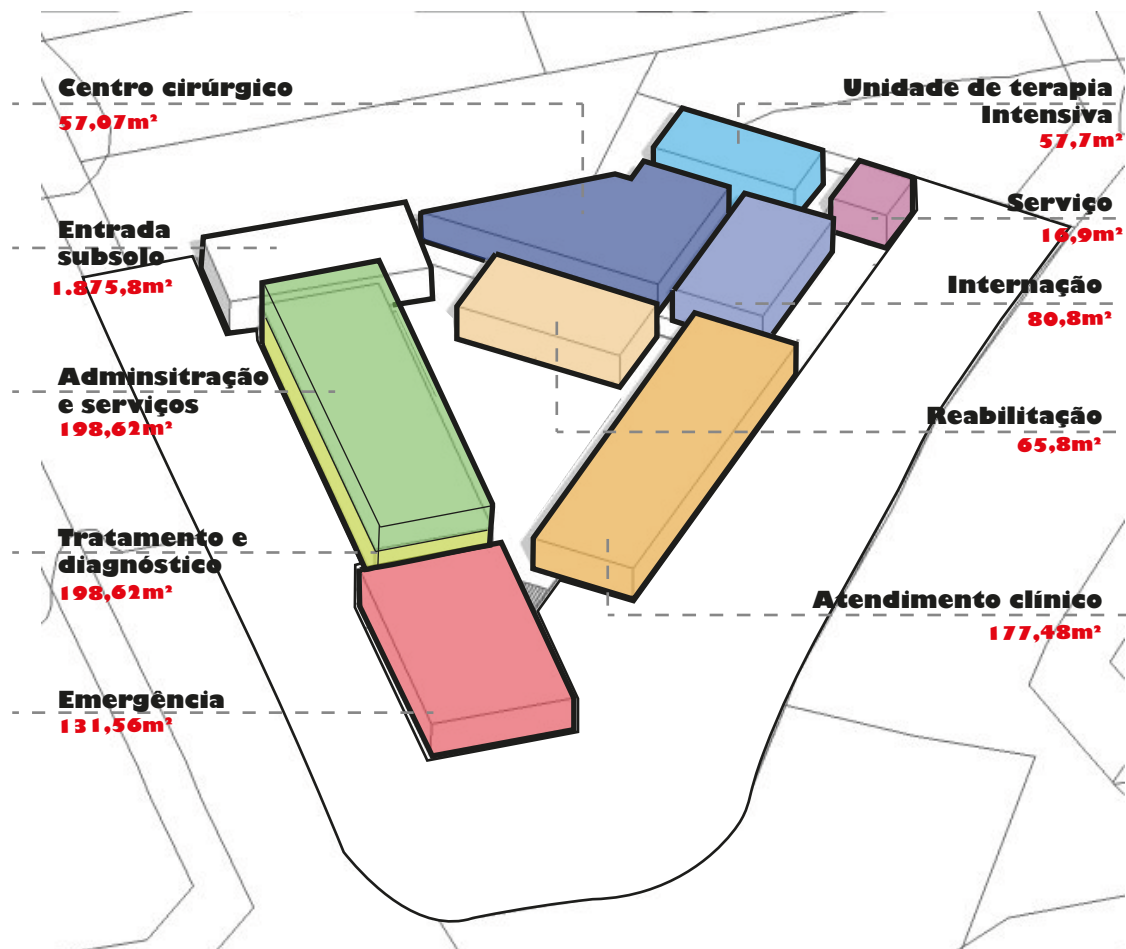 Centro cirúrgico
57,07m²
Entrada
subsolo
1.875,8m²
Adminsitração
e serviços
198,62m²
Tratamento e
diagnóstico
198,62m²
Emergência
131,56m²
Unidade de terapia
Intensiva
57,7m²
Serviço
16,9m²
Internação
80,8m²
Reabilitação
65,8m²
Atendimento clínico
177,48m²